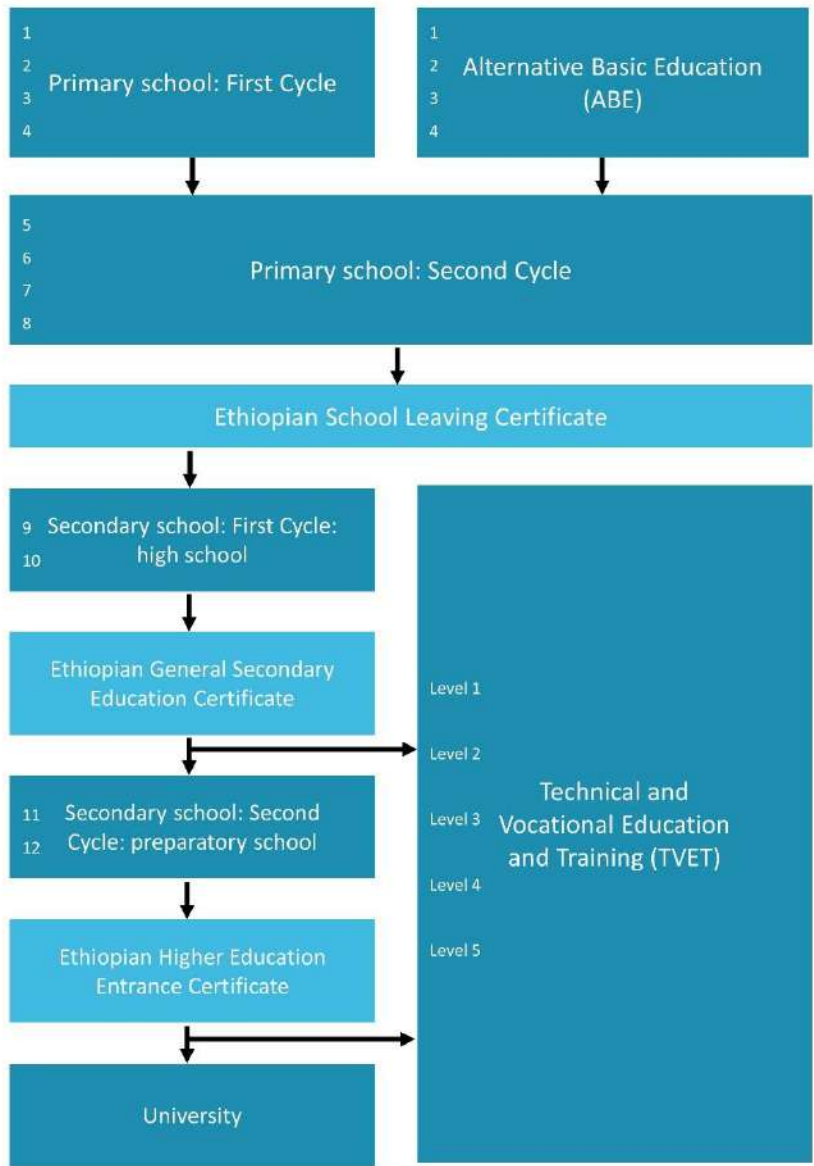 1
2
3
4
Primary school: First Cycle
1
2
3
4
Alternative Basic Education
(ABE)
5
6
7
8
Primary school: Second Cycle
Ethiopian School Leaving Certificate
9
10
Secondary school: First Cycle:
high school
Ethiopian General Secondary
Education Certificate
11
12
Secondary school: Second
Cycle: preparatory school
Ethiopian Higher Education
Entrance Certificate
University
Level 1
Level 2
Level 3
Level 4
Level 5
Technical and
Vocational Education
and Training (TVET)